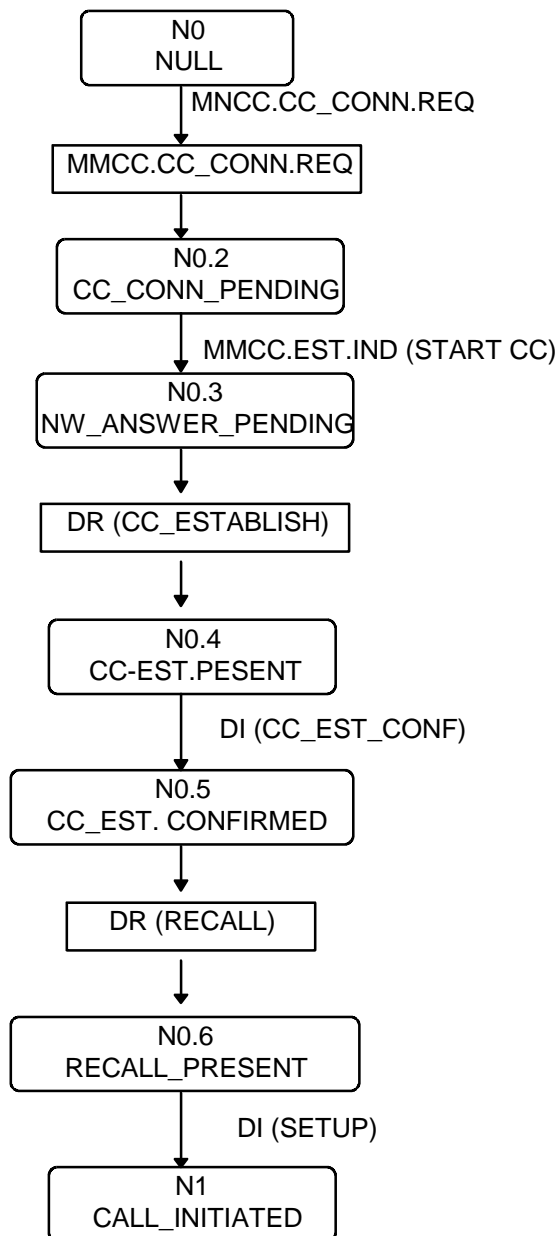 N0
NULL
MNCC.CC_CONN.REQ
MMCC.CC_CONN.REQ
N0.2
CC_CONN_PENDING
MMCC.EST.IND (START CC)
N0.3
NW_ANSWER_PENDING
DR (CC_ESTABLISH)
N0.4
CC-EST.PESENT
DI (CC_EST_CONF)
N0.5
CC_EST. CONFIRMED
DR (RECALL)
N0.6
RECALL_PRESENT
DI (SETUP)
N1
CALL_INITIATED